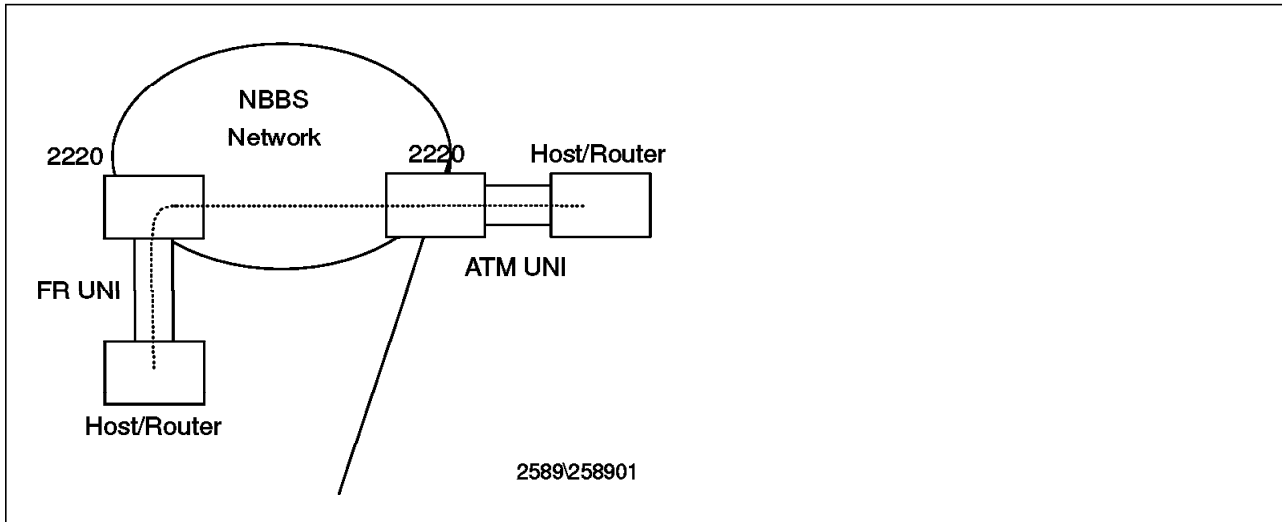 NBBS
Network
2220
2220
Host/Router
ATM UNI
FR UNI
Host/Router
2589\258901